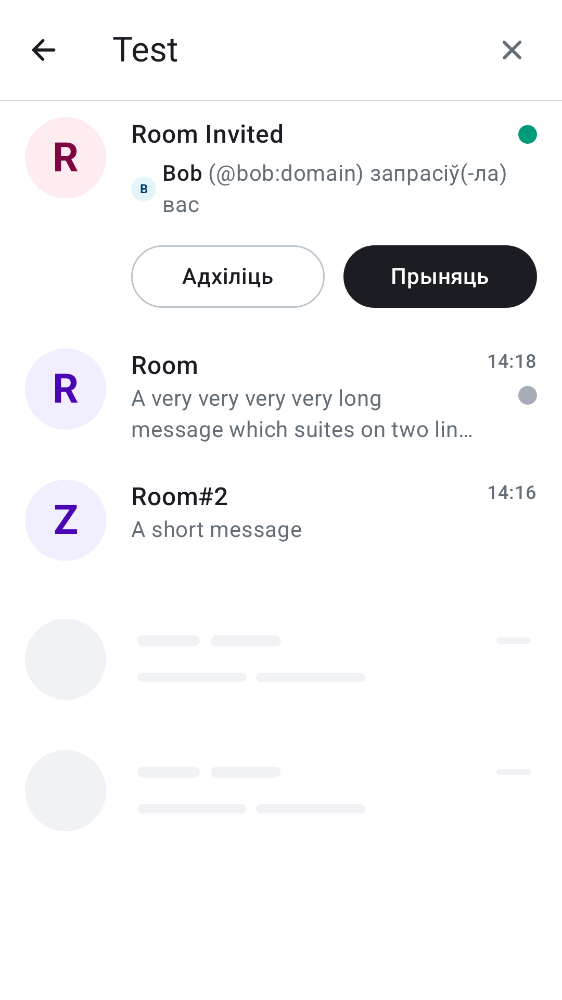 Test
R
Room Invited
B
Bob (@bob:domain) запрасіў(-ла)
вас
Адхіліць
Прыняць
R
Room
14:18
A very very very very long
message which suites on two lin…
Z
Room#2
14:16
A short message